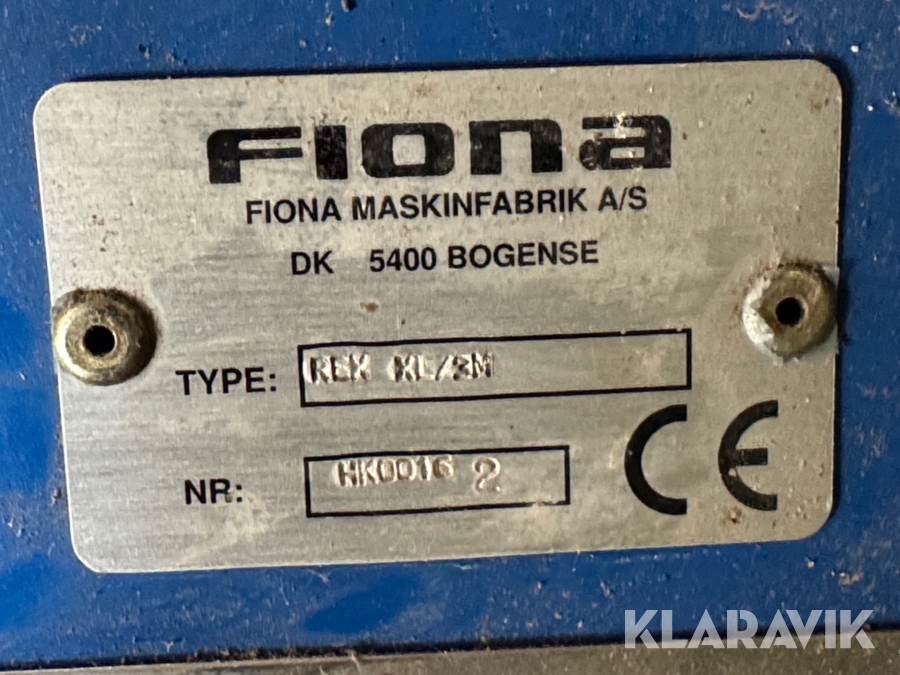 Fiona
FIONA MASKINFABRIK A/S
DK 5400 BOGENSE
TYPE: REX XL/3M
NR: HK0016 2
CE
KLARAVIK